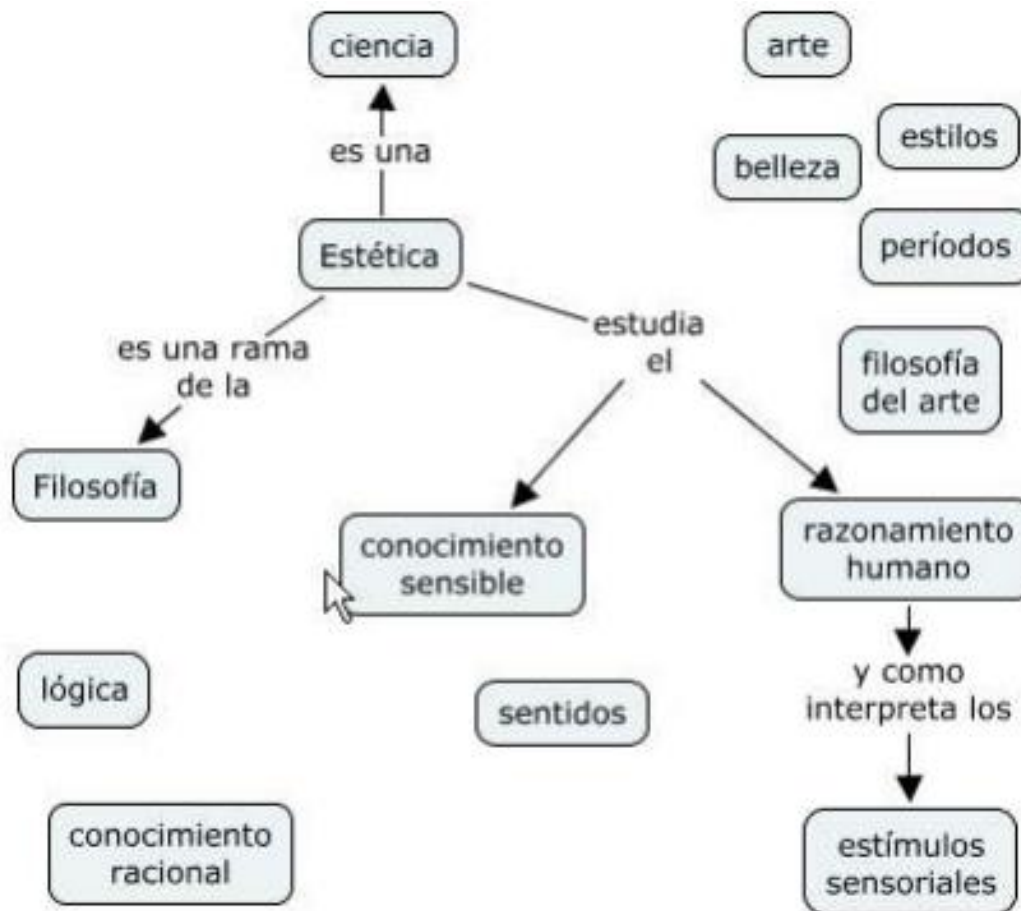 ciencia
arte
estilos
es una
belleza
períodos
Estética
estudia
el
es una rama
de la
filosofía
del arte
Filosofía
conocimiento
sensible
razonamiento
humano
lógica
sentidos
y como
interpreta los
conocimiento
racional
estímulos
sensoriales